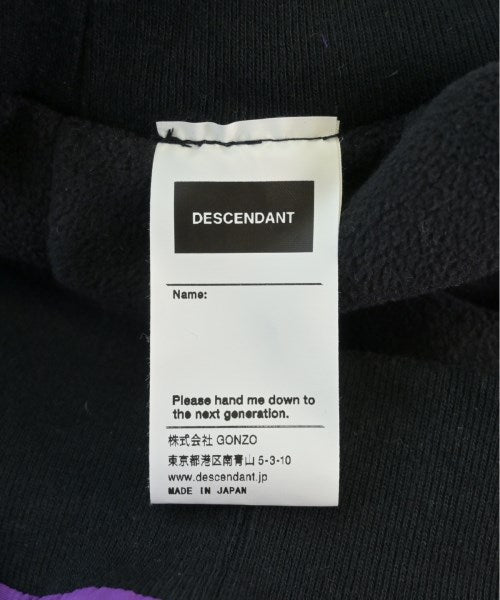 DESCENDANT
Name:
Please hand me down to
the next generation.
株式会社 GONZO
東京都港区南青山 5-3-10
www.descendant.jp
MADE IN JAPAN